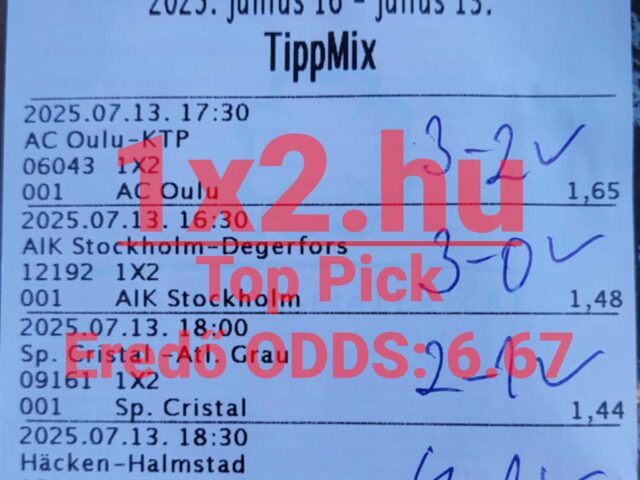 2025. június 16 - július 15.
TippMix
2025.07.13. 17:30
AC Oulu-KTP
06043 1X2
001 AC Oulu 1,65
3-2 ✓
1x2.hu
2025.07.13. 16:30
AIK Stockholm-Degerfors
12192 1X2
001 AIK Stockholm 1,48
3-0 ✓
Top Pick
2025.07.13. 18:00
Sp. Cristal -Atl. Grau
09161 1X2
001 Sp. Cristal 1,44
2-1 ✓
Eredő ODDS: 6.67
2025.07.13. 18:30
Häcken-Halmstad